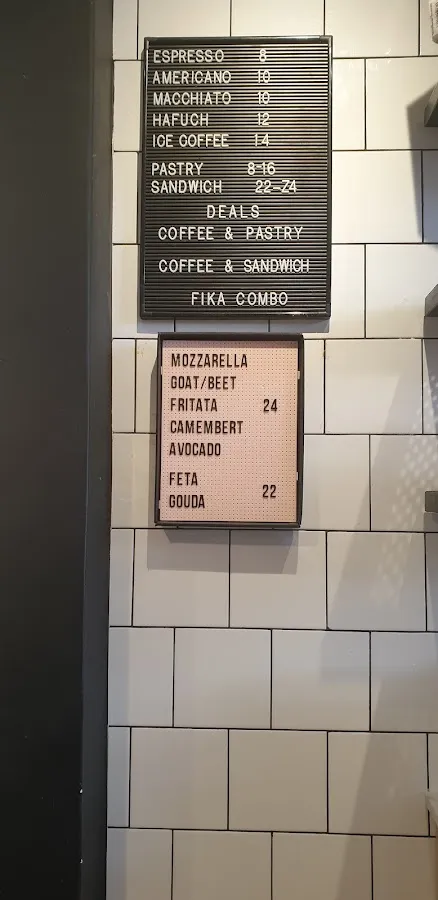 ESPRESSO 8
AMERICANO 10
MACCHIATO 10
HAFUCH 12
ICE COFFEE 14
PASTRY 8-16
SANDWICH 22-Z4
DEALS
COFFEE & PASTRY
COFFEE & SANDWICH
FIKA COMBO
MOZZARELLA
GOAT/BEET
FRITATA 24
CAMEMBERT
AVOCADO
FETA
GOUDA 22